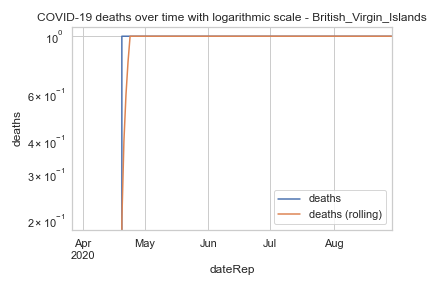 COVID-19 deaths over time with logarithmic scale - British_Virgin_Islands
10⁰
6 × 10⁻¹
4 × 10⁻¹
3 × 10⁻¹
2 × 10⁻¹
deaths
deaths
deaths (rolling)
Apr May Jun Jul Aug
2020
dateRep